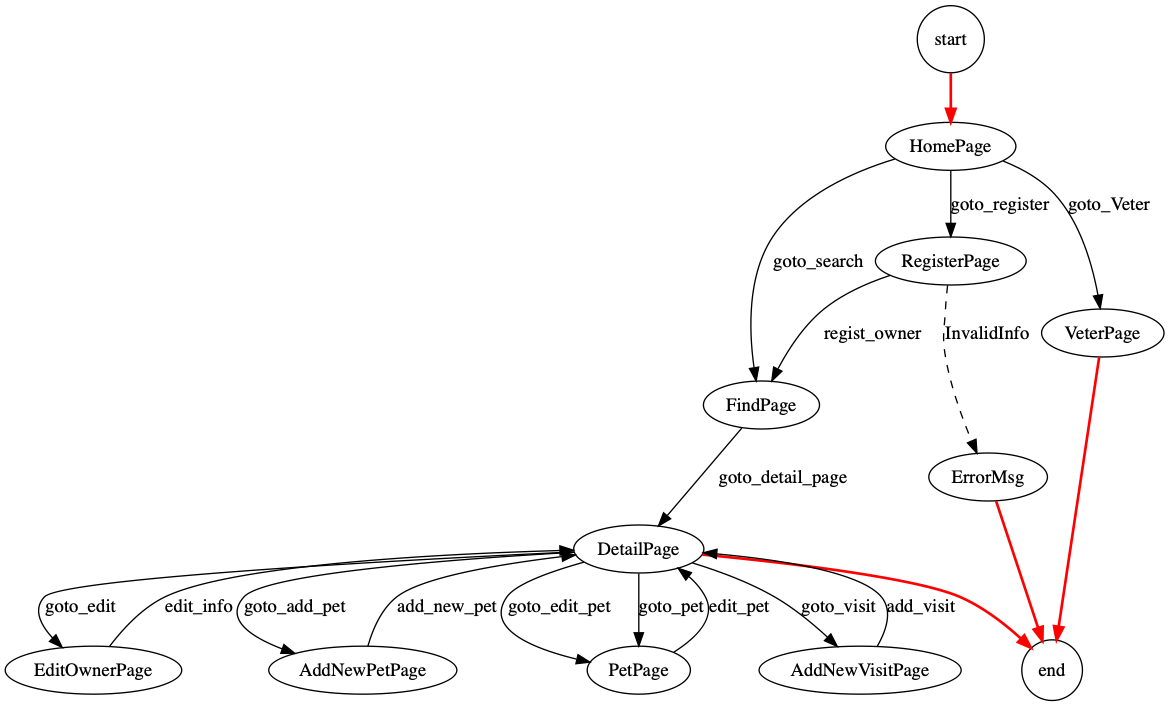 start
HomePage
goto_register
goto_Veter
goto_search
RegisterPage
regist_owner
InvalidInfo
VeterPage
FindPage
goto_detail_page
ErrorMsg
DetailPage
goto_edit
edit_info
goto_add_pet
add_new_pet
goto_edit_pet
goto_pet
edit_pet
goto_visit
add_visit
EditOwnerPage
AddNewPetPage
PetPage
AddNewVisitPage
end